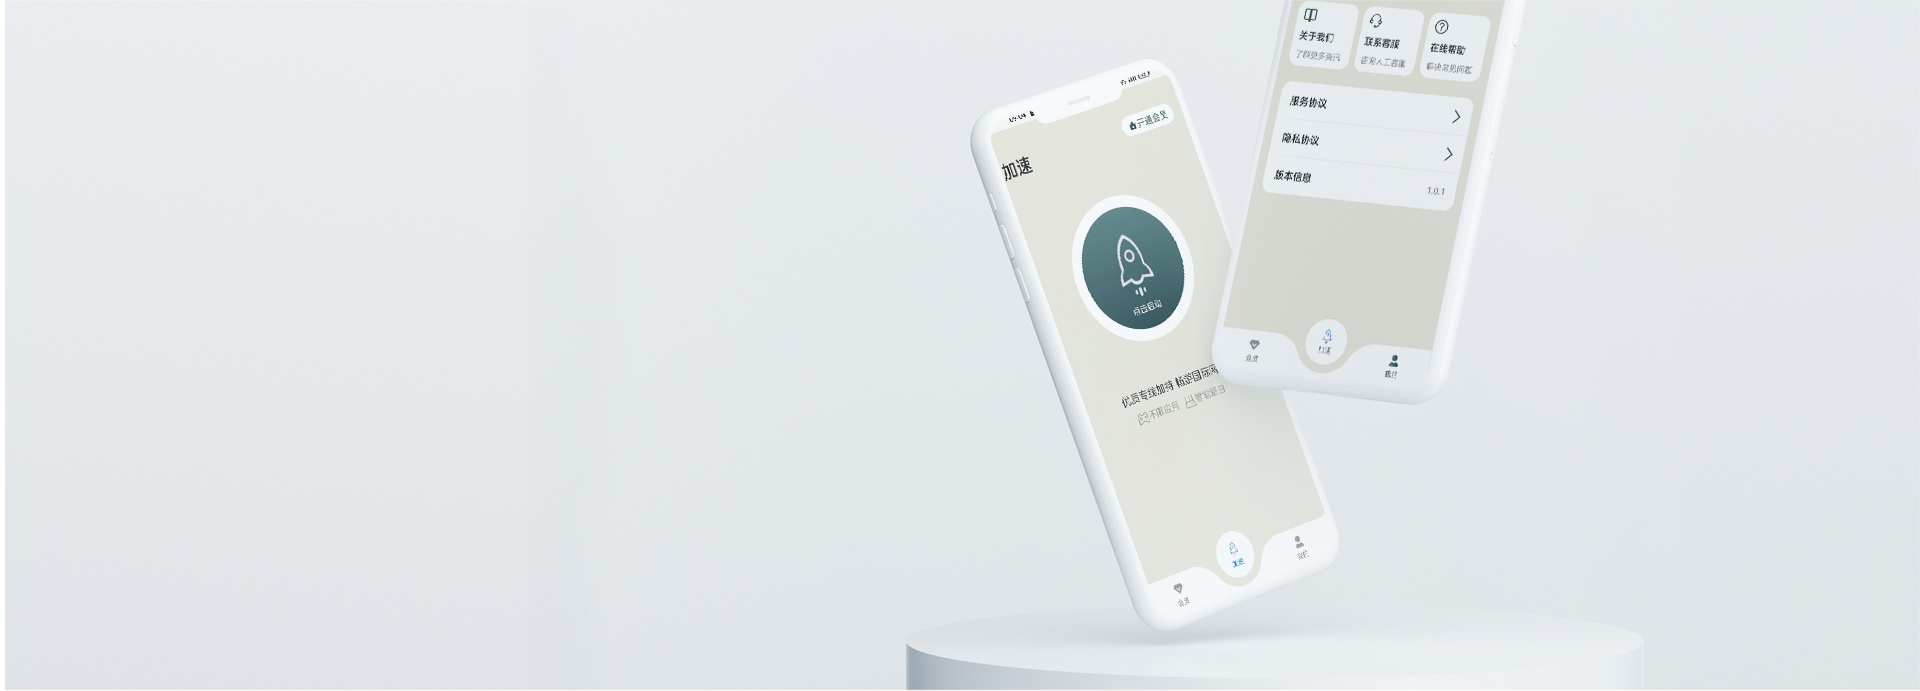 开通会员
加速
点击启动
优质专线加持 畅游国际网
不限应用 智能路由
会员
加速
我的
关于我们
了解更多资讯
联系客服
咨询人工客服
在线帮助
解决常见问题
服务协议
隐私协议
版本信息
1.0.1
会员
加速
我的